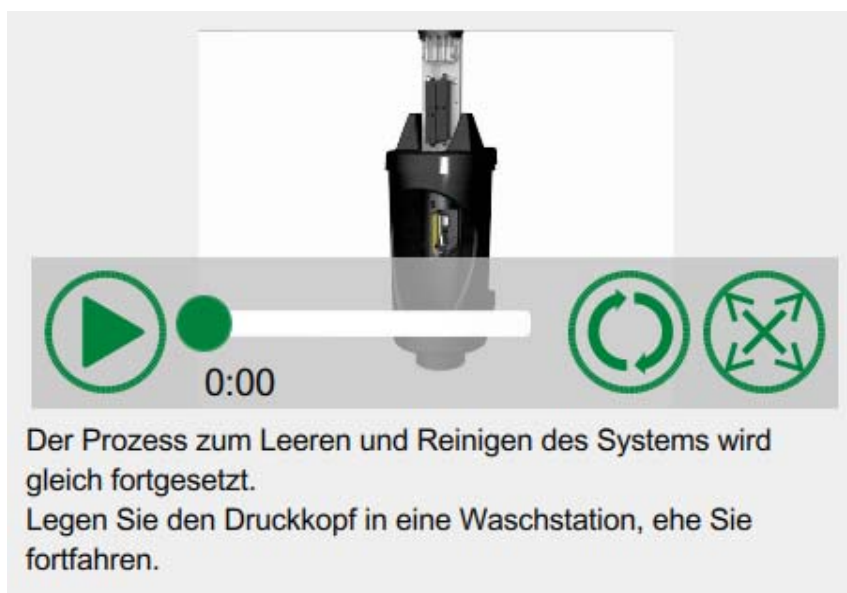 0:00
Der Prozess zum Leeren und Reinigen des Systems wird
gleich fortgesetzt.
Legen Sie den Druckkopf in eine Waschstation, ehe Sie
fortfahren.